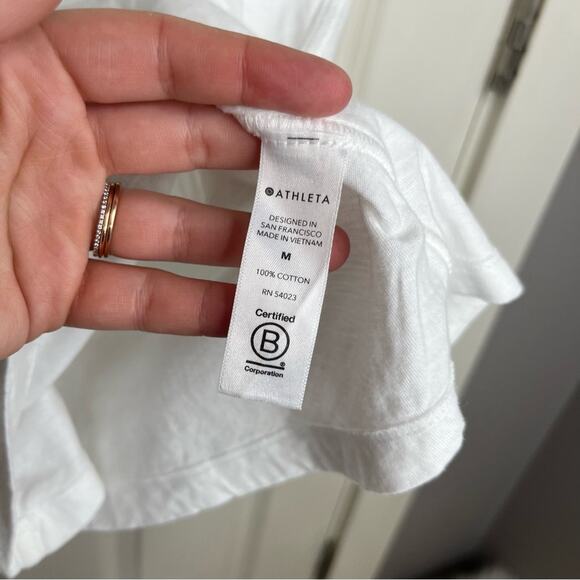 ATHLETA
DESIGNED IN
SAN FRANCISCO
MADE IN VIETNAM
M
100% COTTON
RN 54023
Certified
B
Corporation